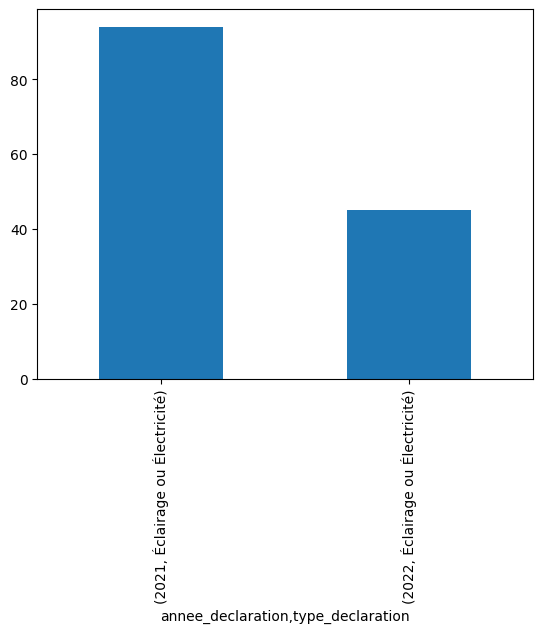 80
60
40
20
0
(2021, Éclairage ou Électricité)
(2022, Éclairage ou Électricité)
annee_declaration,type_declaration